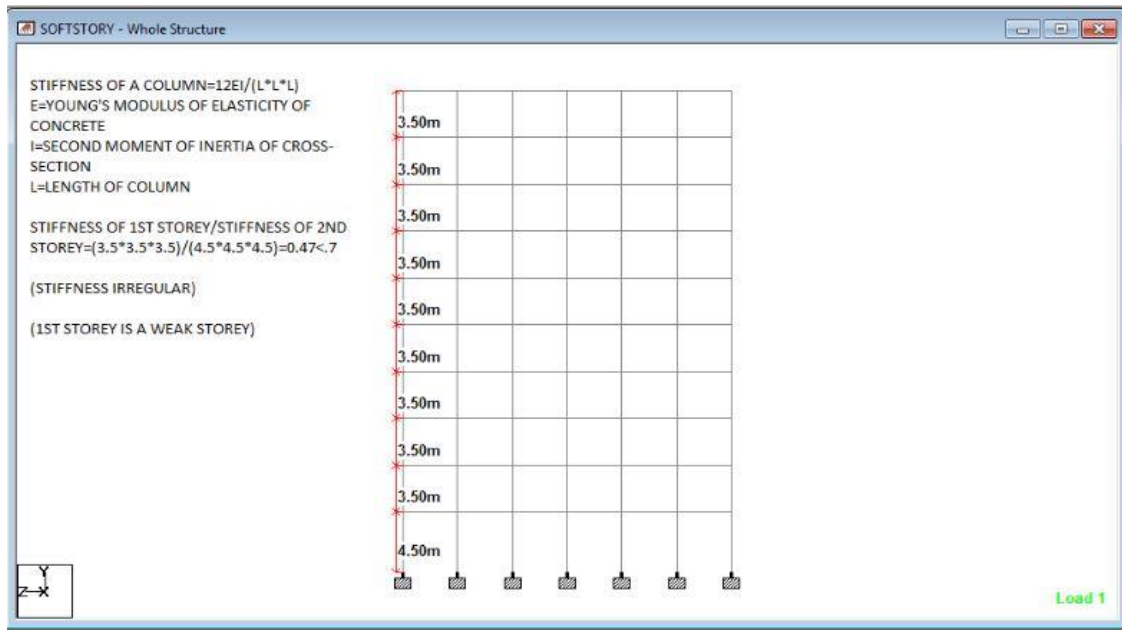 SOFTSTORY - Whole Structure
STIFFNESS OF A COLUMN=12EI/(L*L*L)
E=YOUNG'S MODULUS OF ELASTICITY OF
CONCRETE
I=SECOND MOMENT OF INERTIA OF CROSS-
SECTION
L=LENGTH OF COLUMN
STIFFNESS OF 1ST STOREY/STIFFNESS OF 2ND
STOREY=(3.5*3.5*3.5)/(4.5*4.5*4.5)=0.47<.7
(STIFFNESS IRREGULAR)
(1ST STOREY IS A WEAK STOREY)
3.50m
3.50m
3.50m
3.50m
3.50m
3.50m
3.50m
3.50m
3.50m
4.50m
Y
Z X
Load 1